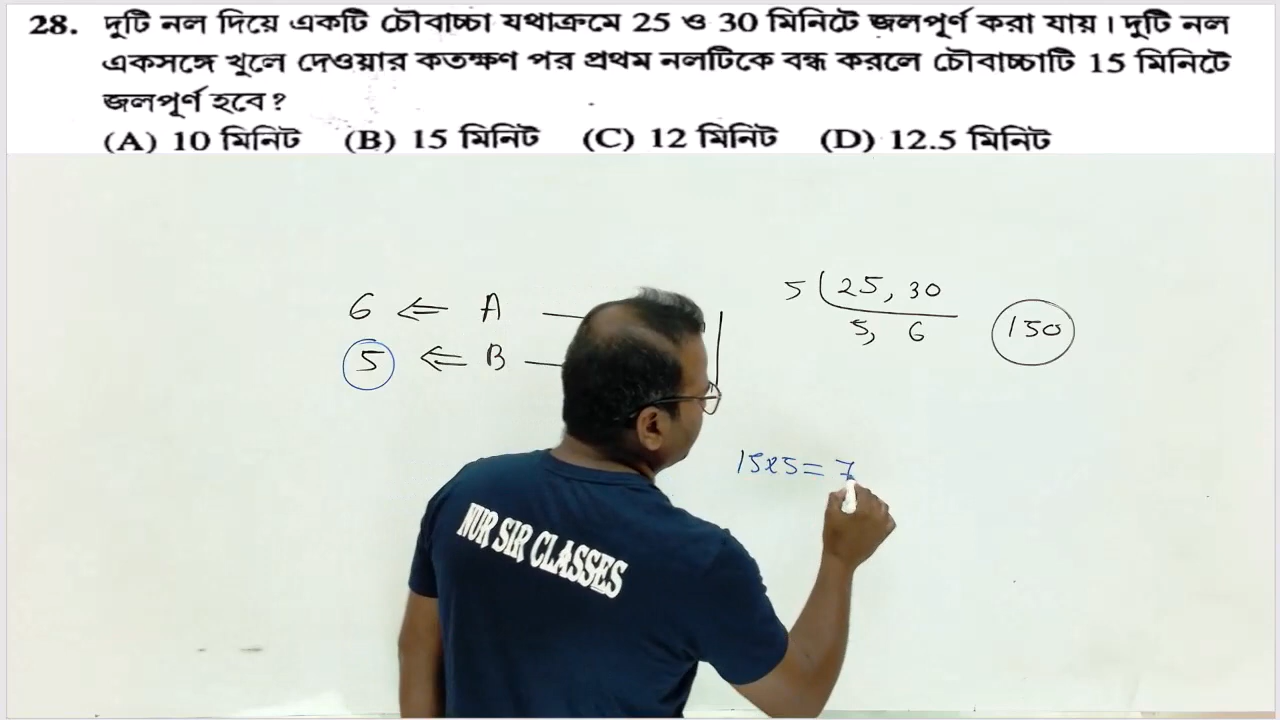 28. দুটি নল দিয়ে একটি চৌবাচ্চা যথাক্রমে 25 ও 30 মিনিটে জলপূর্ণ করা যায়। দুটি নল
একসঙ্গে খুলে দেওয়ার কতক্ষণ পর প্রথম নলটিকে বন্ধ করলে চৌবাচ্চাটি 15 মিনিটে
জলপূর্ণ হবে?
(A) 10 মিনিট (B) 15 মিনিট (C) 12 মিনিট (D) 12.5 মিনিট
6 ⇐ A
5 ⇐ B
5 25, 30
5, 6
150
15x5= 7
NUR SIR CLASSES